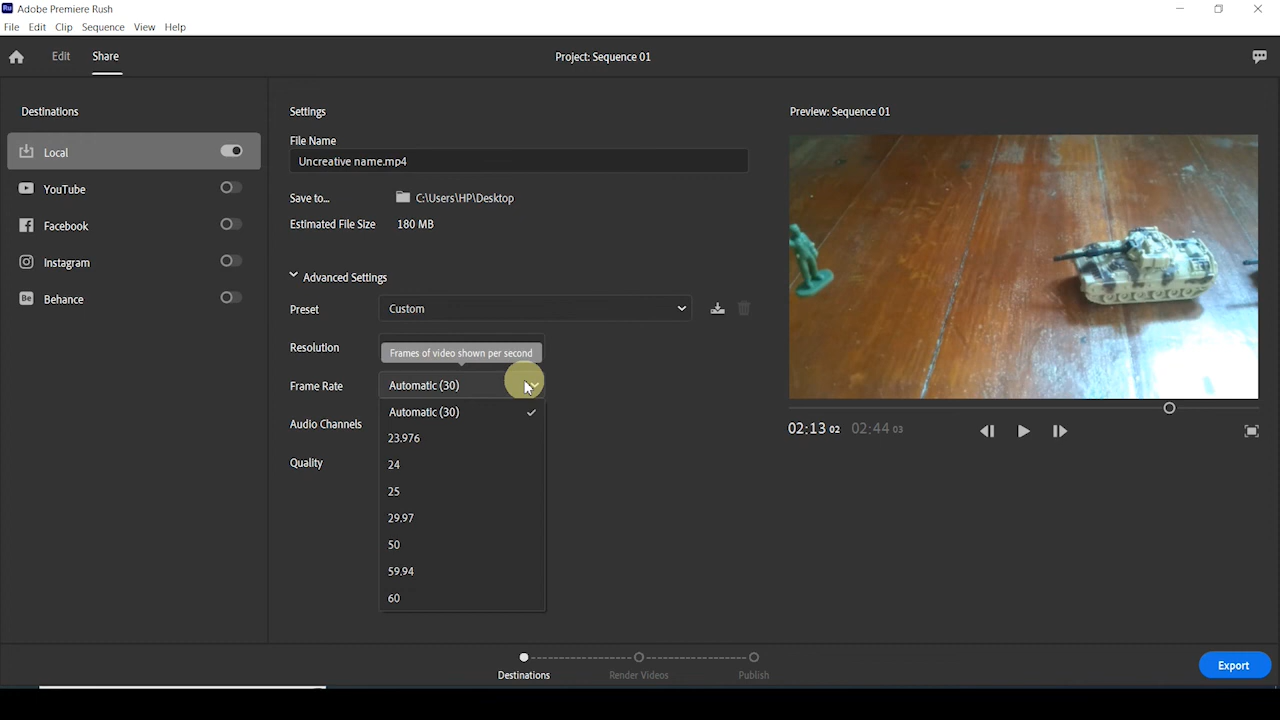 Ru Adobe Premiere Rush
File Edit Clip Sequence View Help
Edit Share Project: Sequence 01
Destinations
Local
YouTube
Facebook
Instagram
Be Behance
Settings
File Name
Uncreative name.mp4
Save to... C:\Users\HP\Desktop
Estimated File Size 180 MB
Advanced Settings
Preset Custom
Resolution
Frames of video shown per second
Frame Rate Automatic (30)
Automatic (30)
23.976
24
25
29.97
50
59.94
60
Audio Channels
Quality
Preview: Sequence 01
02:13 02 02:44 03
Destinations Render Videos Publish
Export